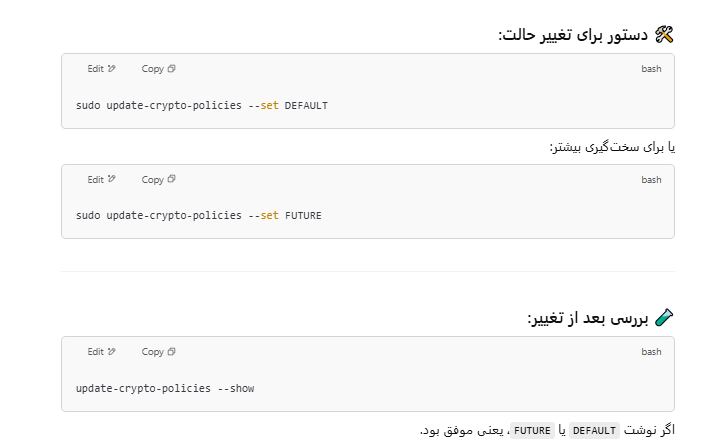 🛠 دستور برای تغییر حالت:
bash Copy Edit
sudo update-crypto-policies --set DEFAULT
یا برای سخت‌گیری بیشتر:
bash Copy Edit
sudo update-crypto-policies --set FUTURE
🧪 بررسی بعد از تغییر:
bash Copy Edit
update-crypto-policies --show
اگر نوشت DEFAULT یا FUTURE، یعنی موفق بود.